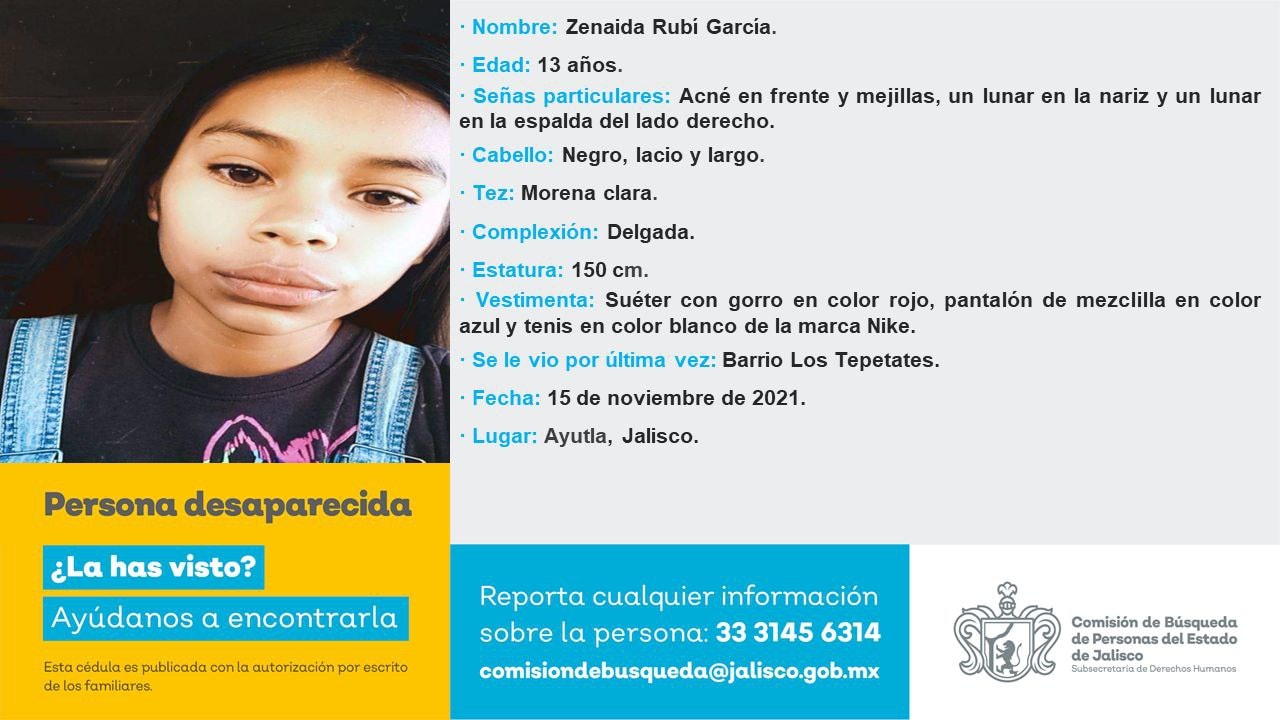 · Nombre: Zenaida Rubí García.
· Edad: 13 años.
· Señas particulares: Acné en frente y mejillas, un lunar en la nariz y un lunar
en la espalda del lado derecho.
· Cabello: Negro, lacio y largo.
· Tez: Morena clara.
· Complexión: Delgada.
· Estatura: 150 cm.
· Vestimenta: Suéter con gorro en color rojo, pantalón de mezclilla en color
azul y tenis en color blanco de la marca Nike.
· Se le vio por última vez: Barrio Los Tepetates.
· Fecha: 15 de noviembre de 2021.
· Lugar: Ayutla, Jalisco.
Persona desaparecida
¿La has visto?
Ayúdanos a encontrarla
Esta cédula es publicada con la autorización por escrito
de los familiares.
Reporta cualquier información
sobre la persona: 33 3145 6314
comisiondebusqueda@jalisco.gob.mx
Comisión de Búsqueda
de Personas del Estado
de Jalisco
Subsecretaría de Derechos Humanos